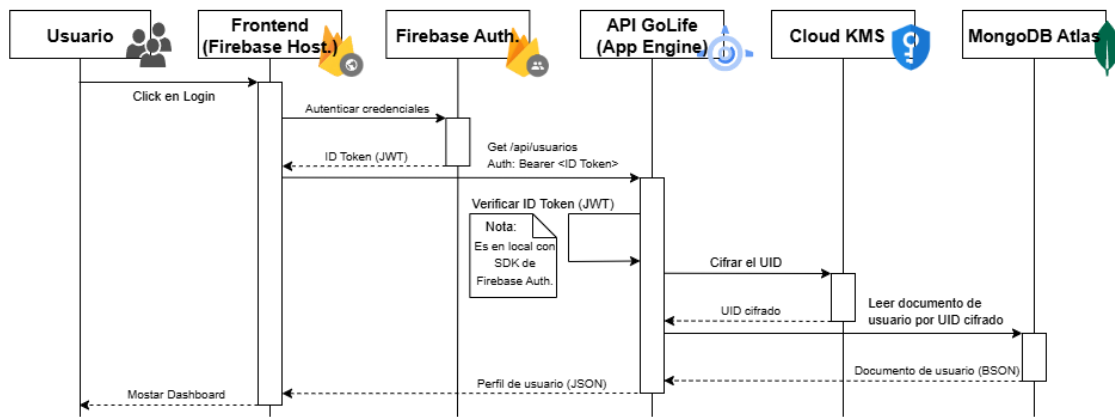 Usuario
Frontend
(Firebase Host.)
Firebase Auth.
API GoLife
(App Engine)
Cloud KMS
MongoDB Atlas
Click en Login
Autenticar credenciales
ID Token (JWT)
Get /api/usuarios
Auth: Bearer <ID Token>
Verificar ID Token (JWT)
Nota:
Es en local con
SDK de
Firebase Auth.
Cifrar el UID
UID cifrado
Leer documento de
usuario por UID cifrado
Documento de usuario (BSON)
Perfil de usuario (JSON)
Mostar Dashboard